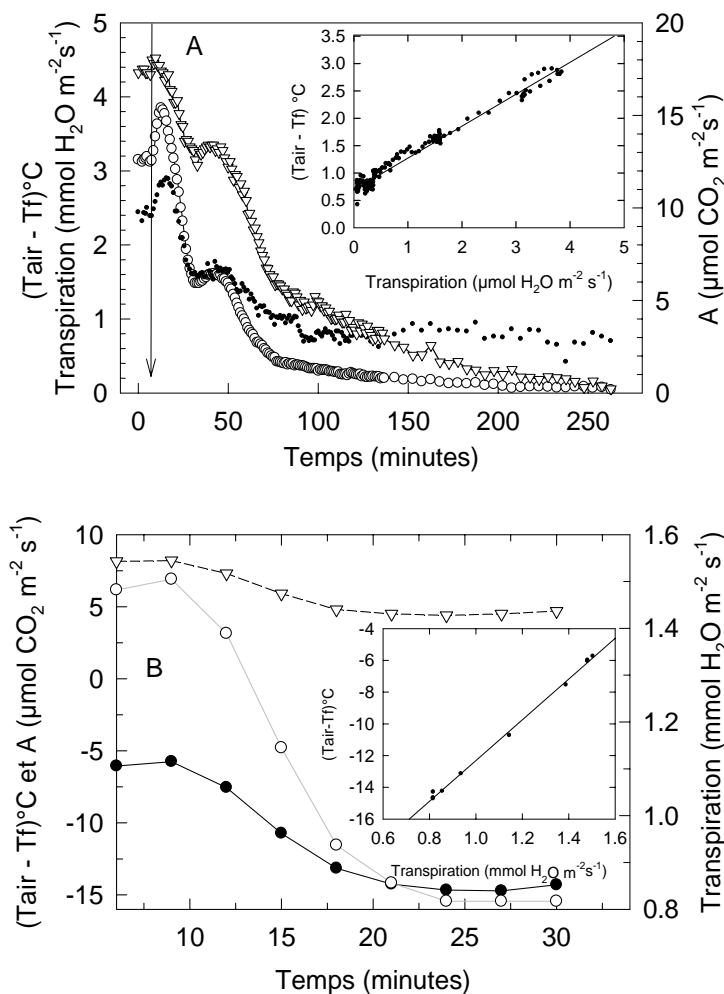 A
(Tair - Tf)°C
Transpiration (mmol H₂O m⁻²s⁻¹)
5
4
3
2
1
0
20
15
10
5
0
A (µmol CO₂ m⁻²s⁻¹)
0 50 100 150 200 250
Temps (minutes)
(Tair - Tf) °C
3.5
3.0
2.5
2.0
1.5
1.0
0.5
0.0
0 1 2 3 4 5
Transpiration (µmol H₂O m⁻² s⁻¹)
B
(Tair - Tf)°C et A (µmol CO₂ m⁻² s⁻¹)
10
5
0
-5
-10
-15
1.6
1.4
1.2
1.0
0.8
Transpiration (mmol H₂O m⁻² s⁻¹)
10 15 20 25 30
Temps (minutes)
(Tair-Tf)°C
-4
-6
-8
-10
-12
-14
-16
0.6 0.8 1.0 1.2 1.4 1.6
Transpiration (mmol H₂O m⁻²s⁻¹)